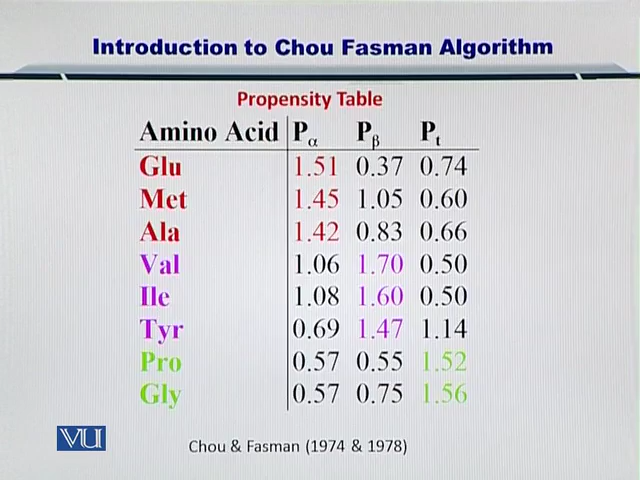 Introduction to Chou Fasman Algorithm
Propensity Table
Amino Acid Pα Pβ Pt
Glu 1.51 0.37 0.74
Met 1.45 1.05 0.60
Ala 1.42 0.83 0.66
Val 1.06 1.70 0.50
Ile 1.08 1.60 0.50
Tyr 0.69 1.47 1.14
Pro 0.57 0.55 1.52
Gly 0.57 0.75 1.56
VU
Chou & Fasman (1974 & 1978)